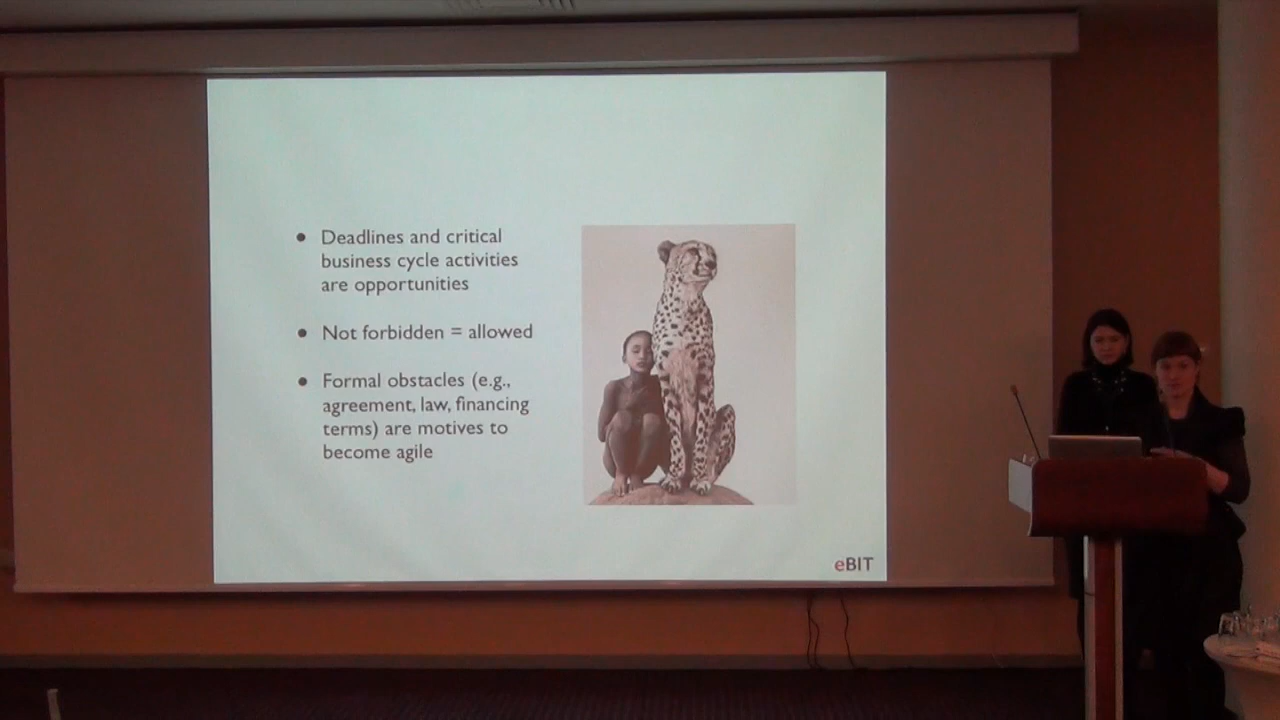 ● Deadlines and critical
business cycle activities
are opportunities
● Not forbidden = allowed
● Formal obstacles (e.g.,
agreement, law, financing
terms) are motives to
become agile
eBIT